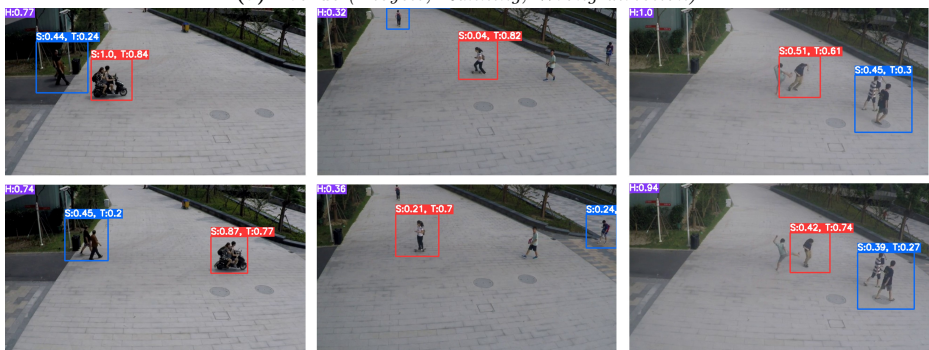 H:0.77
S:0.44, T:0.24
S:1.0, T:0.84
H:0.32
S:0.04, T:0.82
H:1.0
S:0.51, T:0.61
S:0.45, T:0.3
H:0.74
S:0.45, T:0.2
S:0.87, T:0.77
H:0.36
S:0.21, T:0.7
S:0.24,
H:0.94
S:0.42, T:0.74
S:0.39, T:0.27